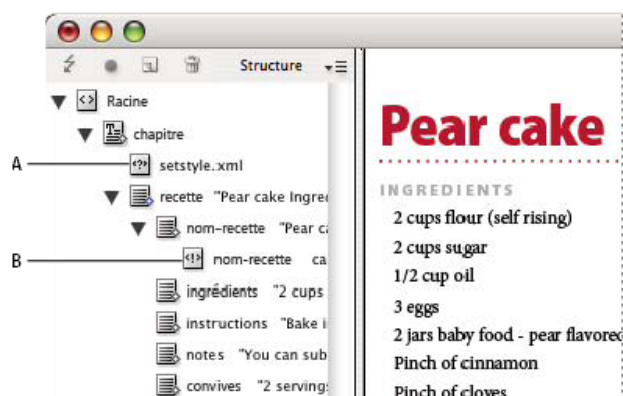 Structure
Racine
chapitre
A
setstyle.xml
recette "Pear cake Ingre
nom-recette "Pear c
B
nom-recette ca
ingrédients "2 cups
instructions "Bake i
notes "You can sub
convives "2 serving
Pear cake
INGREDIENTS
2 cups flour (self rising)
2 cups sugar
1/2 cup oil
3 eggs
2 jars baby food - pear flavored
Pinch of cinnamon
Pinch of cloves